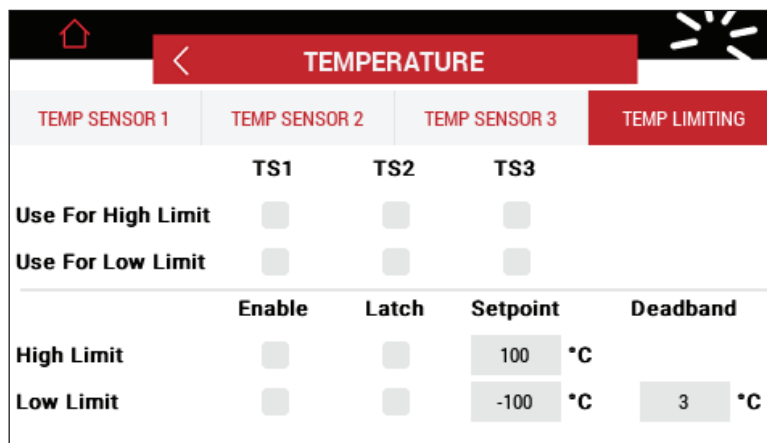 TEMPERATURE
TEMP SENSOR 1 TEMP SENSOR 2 TEMP SENSOR 3 TEMP LIMITING
TS1 TS2 TS3
Use For High Limit
Use For Low Limit
Enable Latch Setpoint Deadband
High Limit 100 °C
Low Limit -100 °C 3 °C